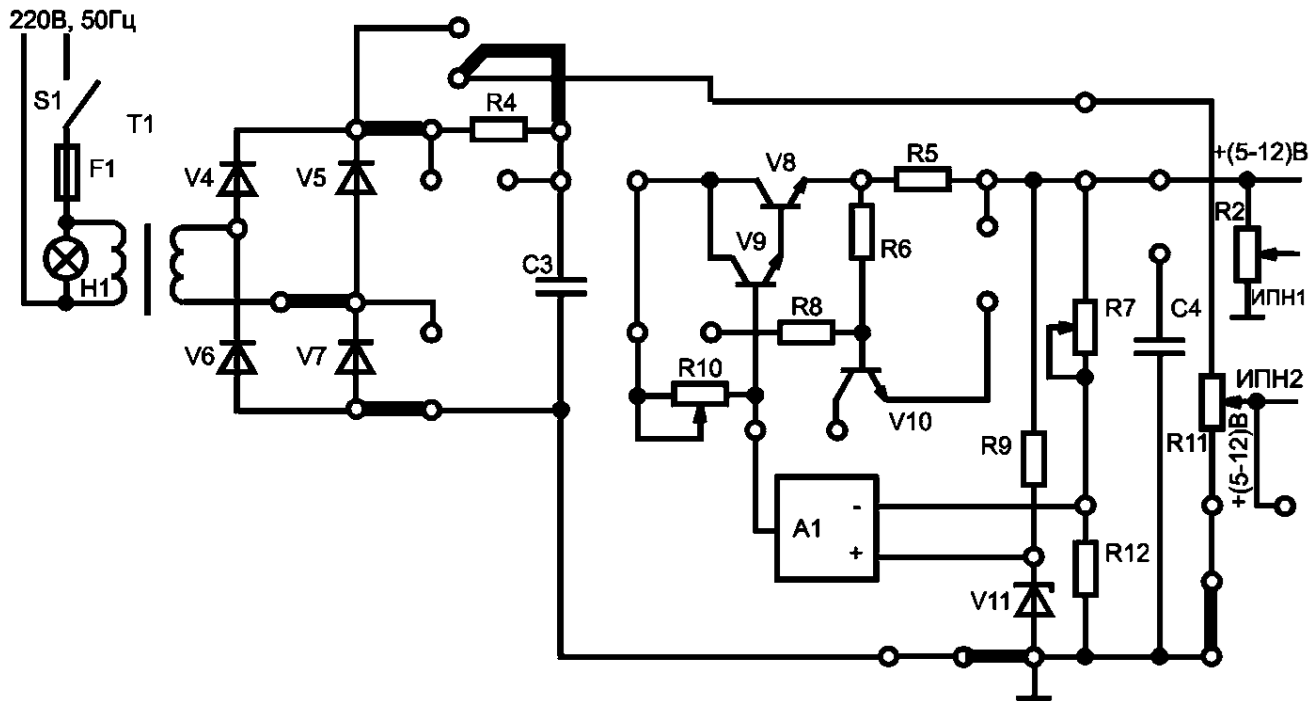 220В, 50Гц
S1
T1
F1
H1
V4
V5
V6
V7
R4
C3
V8
V9
R5
R6
R8
R10
V10
A1
-
+
R9
V11
R7
R12
C4
+(5-12)В
R2
ИПН1
ИПН2
R11
+(5-12)В